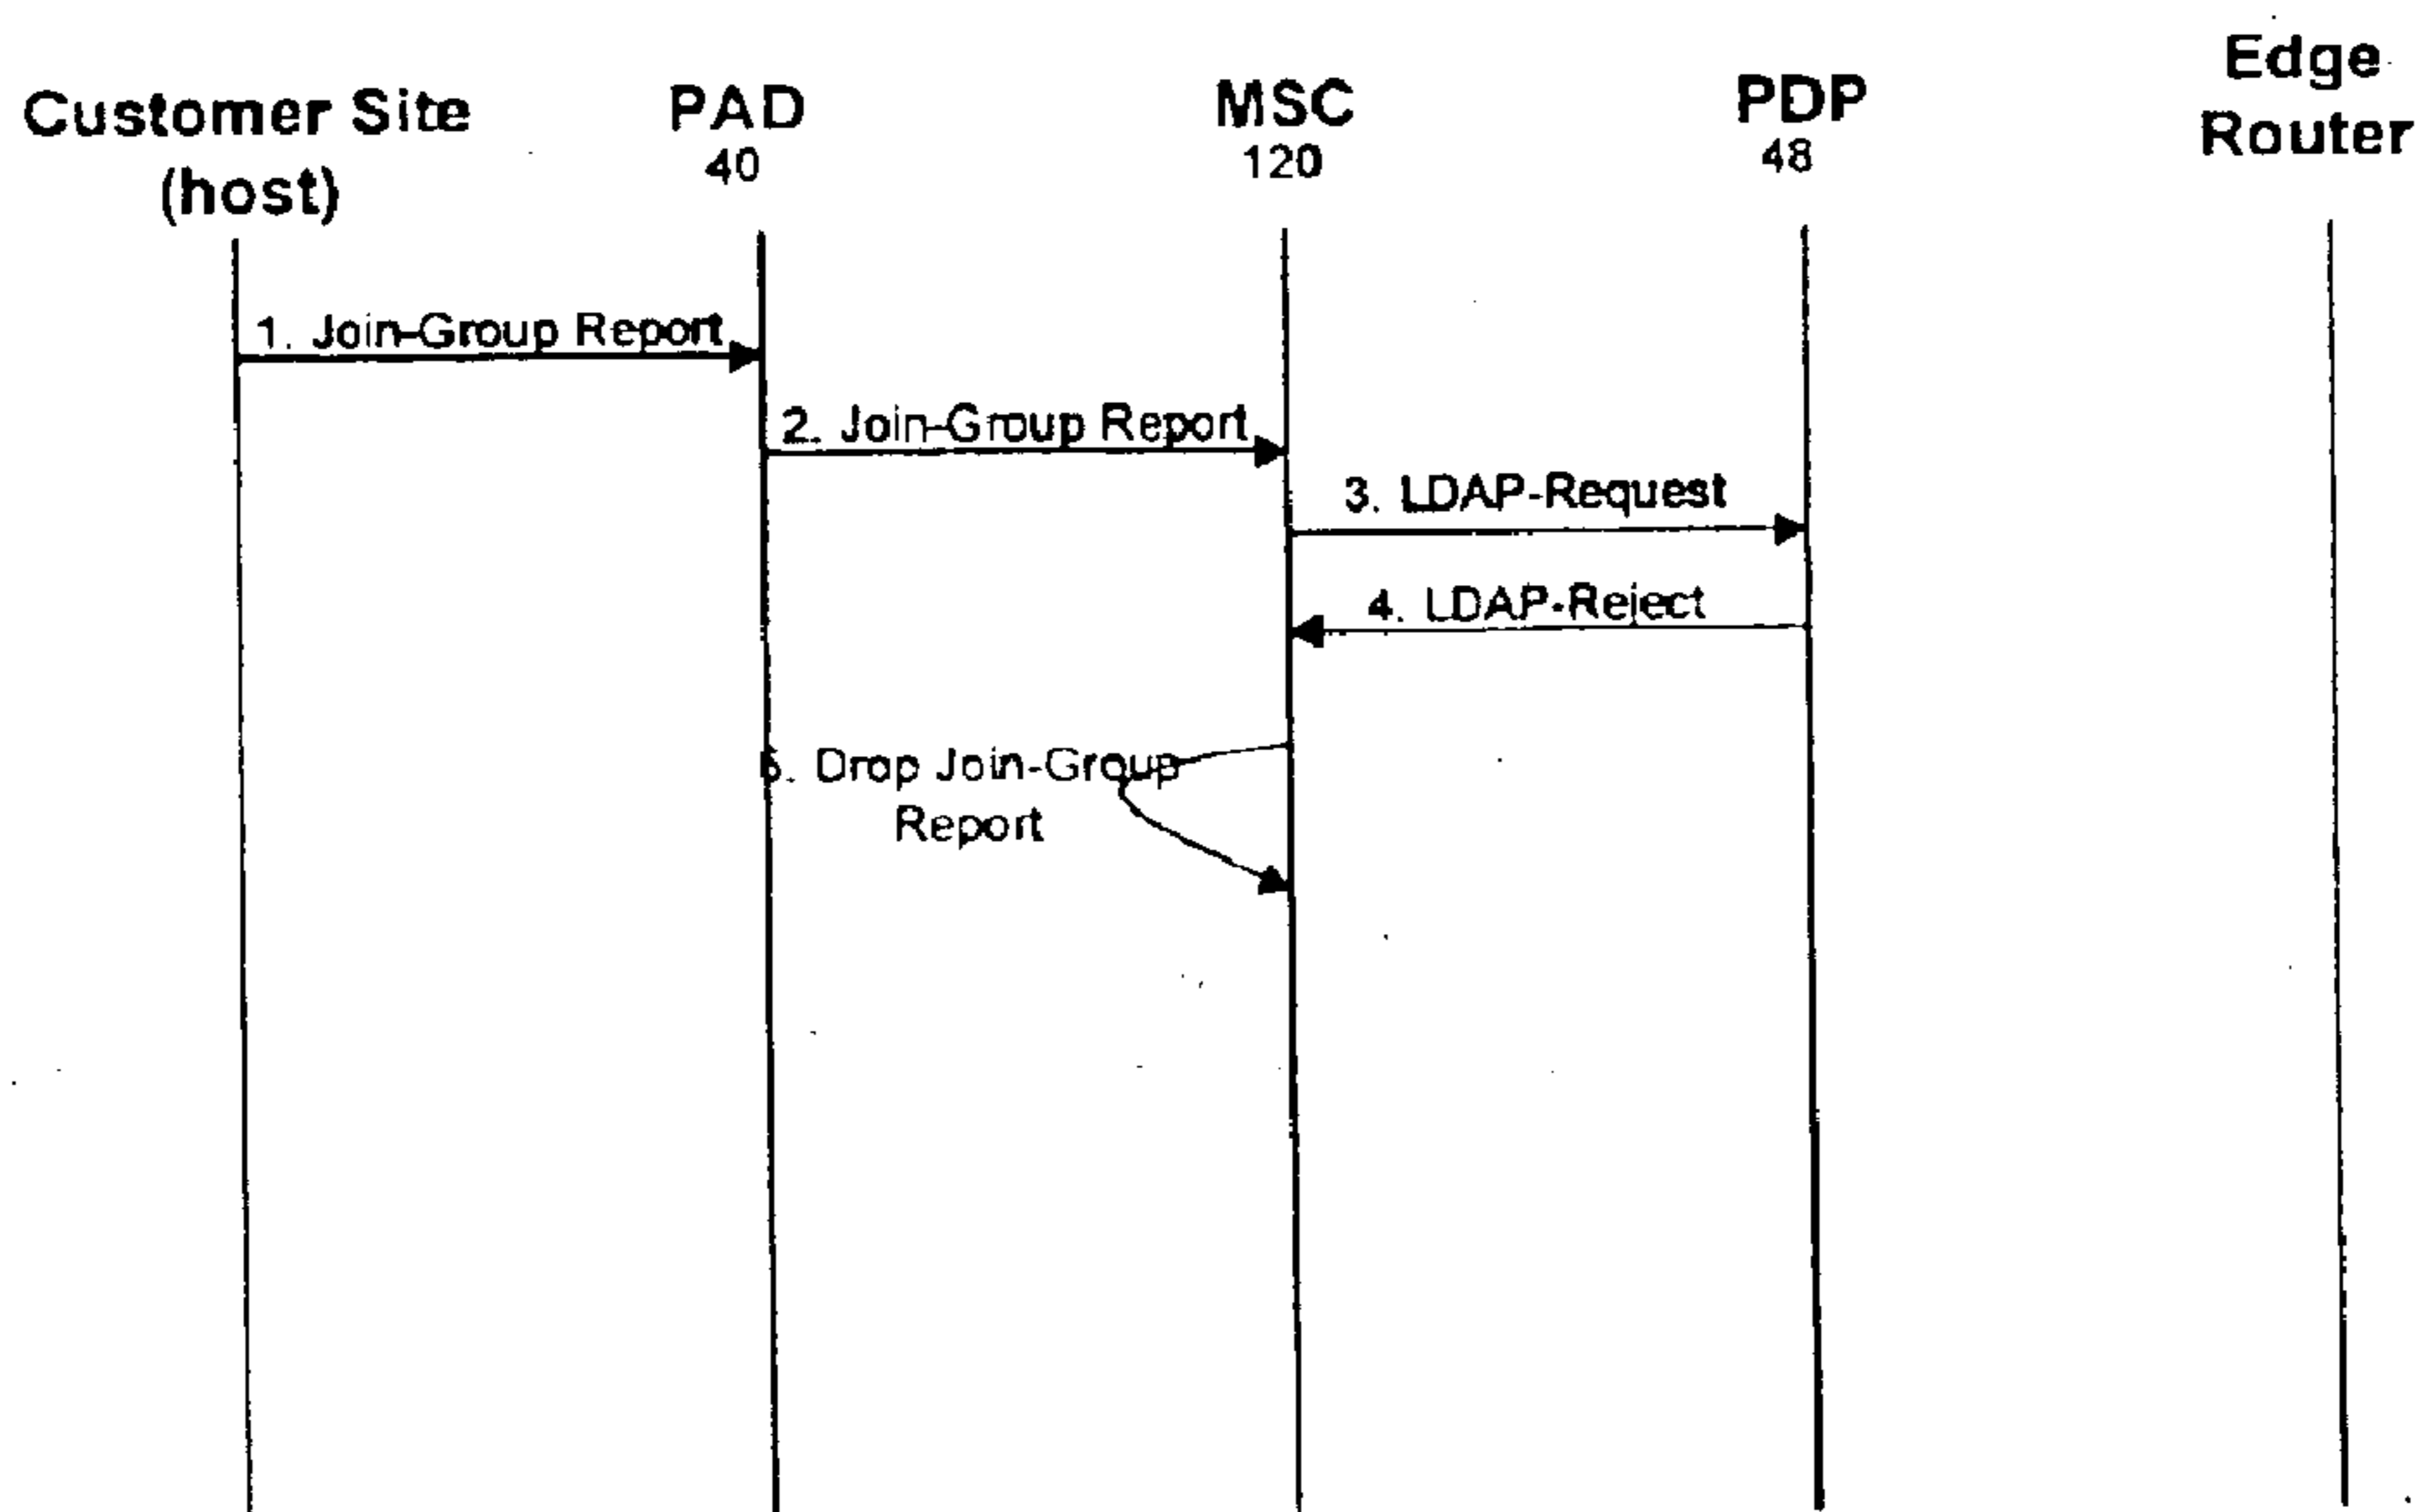 Customer Site
(host)
PAD
40
MSC
120
PDP
48
Edge
Router
1. Join-Group Report
2. Join-Group Report
3. LDAP-Request
4. LDAP-Reject
5. Drop Join-Group
Report